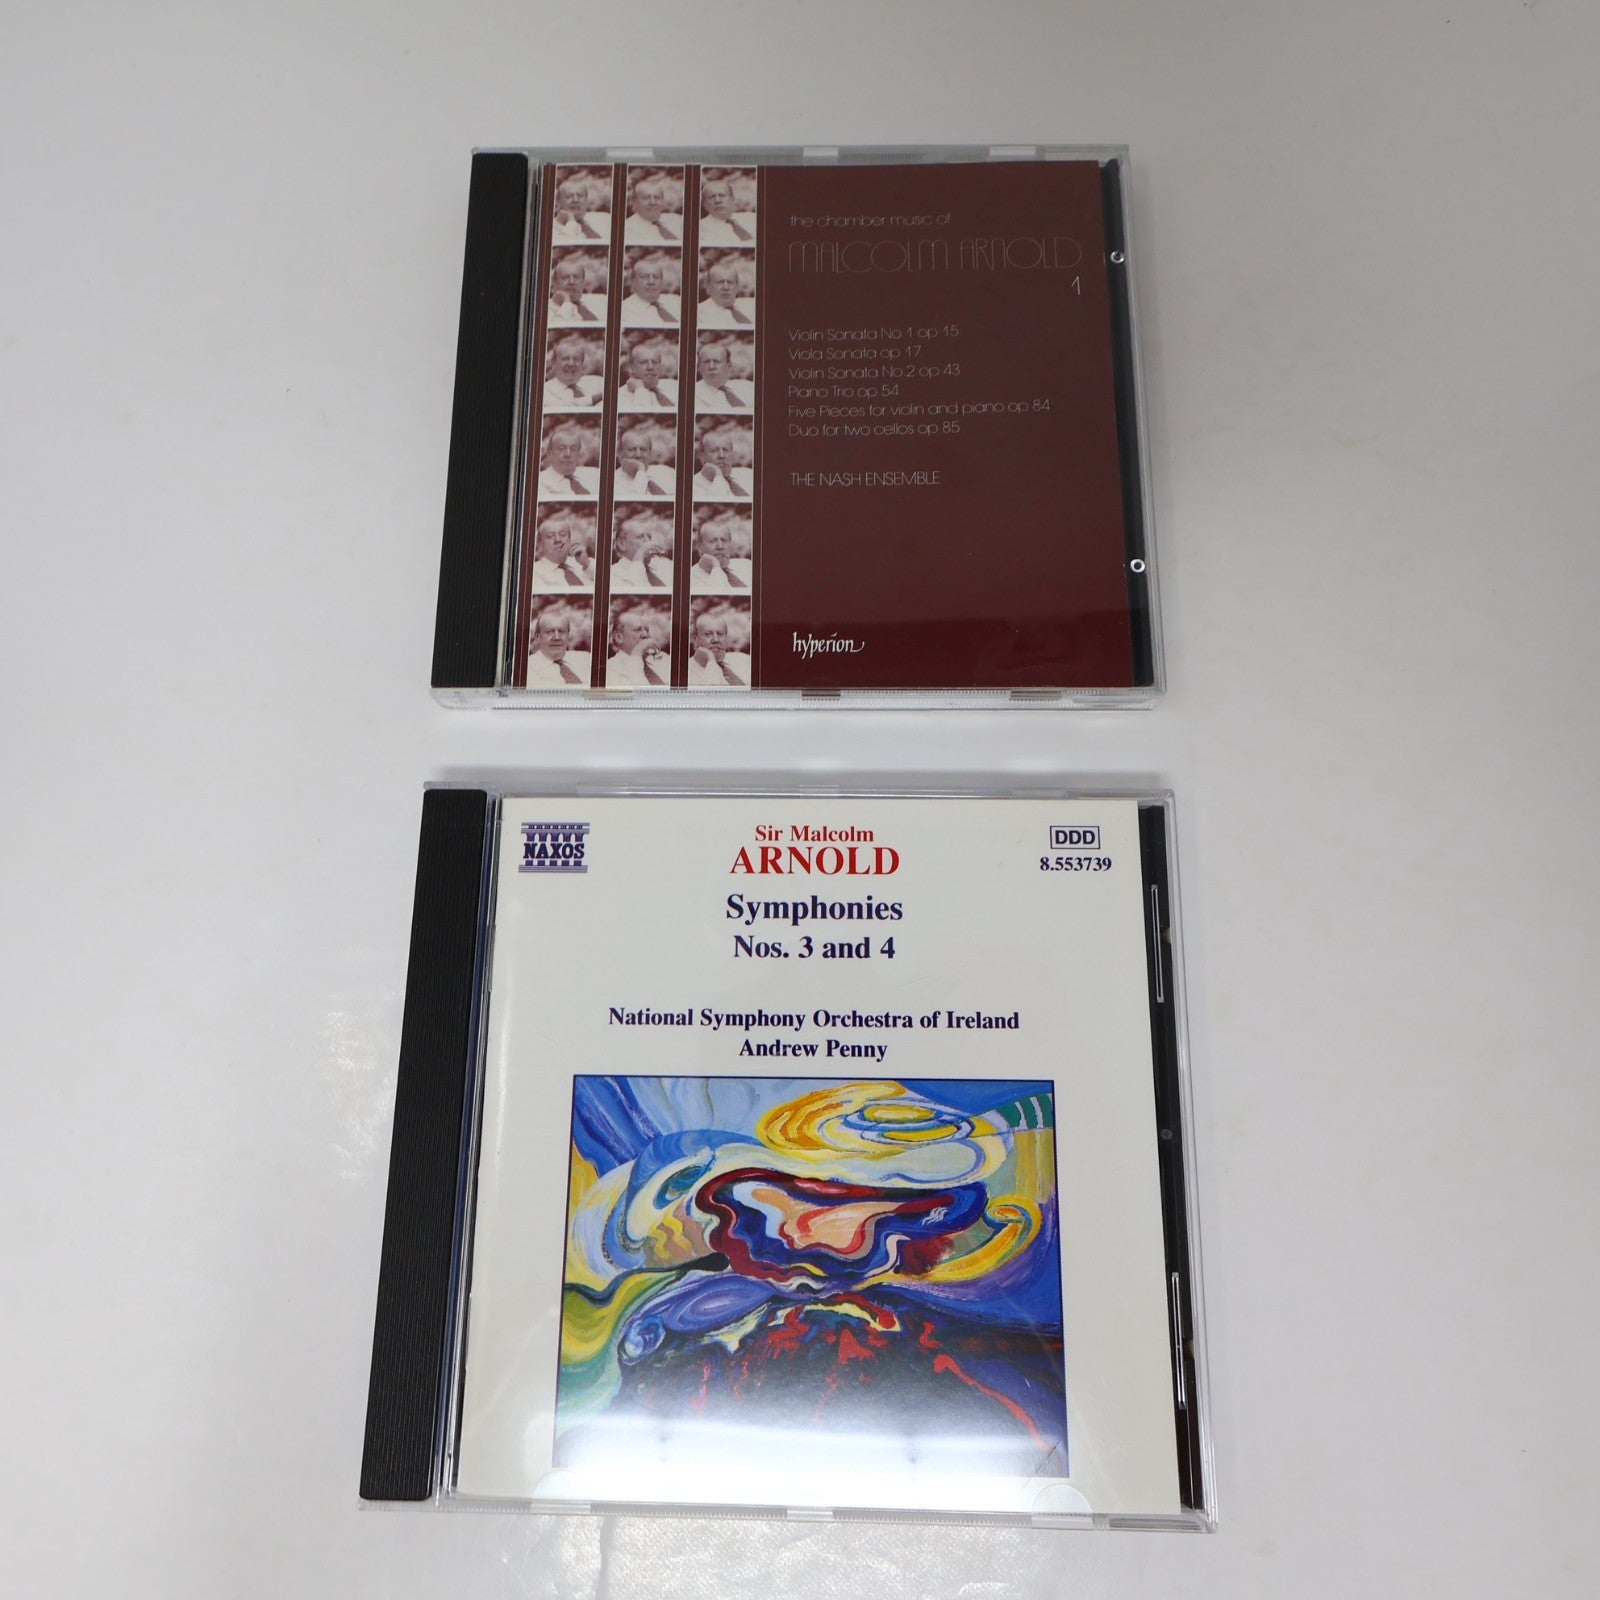 the chamber music of
MALCOLM ARNOLD
1
Violin Sonata No.1 op 15
Viola Sonata op 17
Violin Sonata No.2 op 43
Piano Trio op 54
Five Pieces for violin and piano op 84
Duo for two cellos op 85
THE NASH ENSEMBLE
hyperion
NAXOS
Sir Malcolm
ARNOLD
DDD
8.553739
Symphonies
Nos. 3 and 4
National Symphony Orchestra of Ireland
Andrew Penny